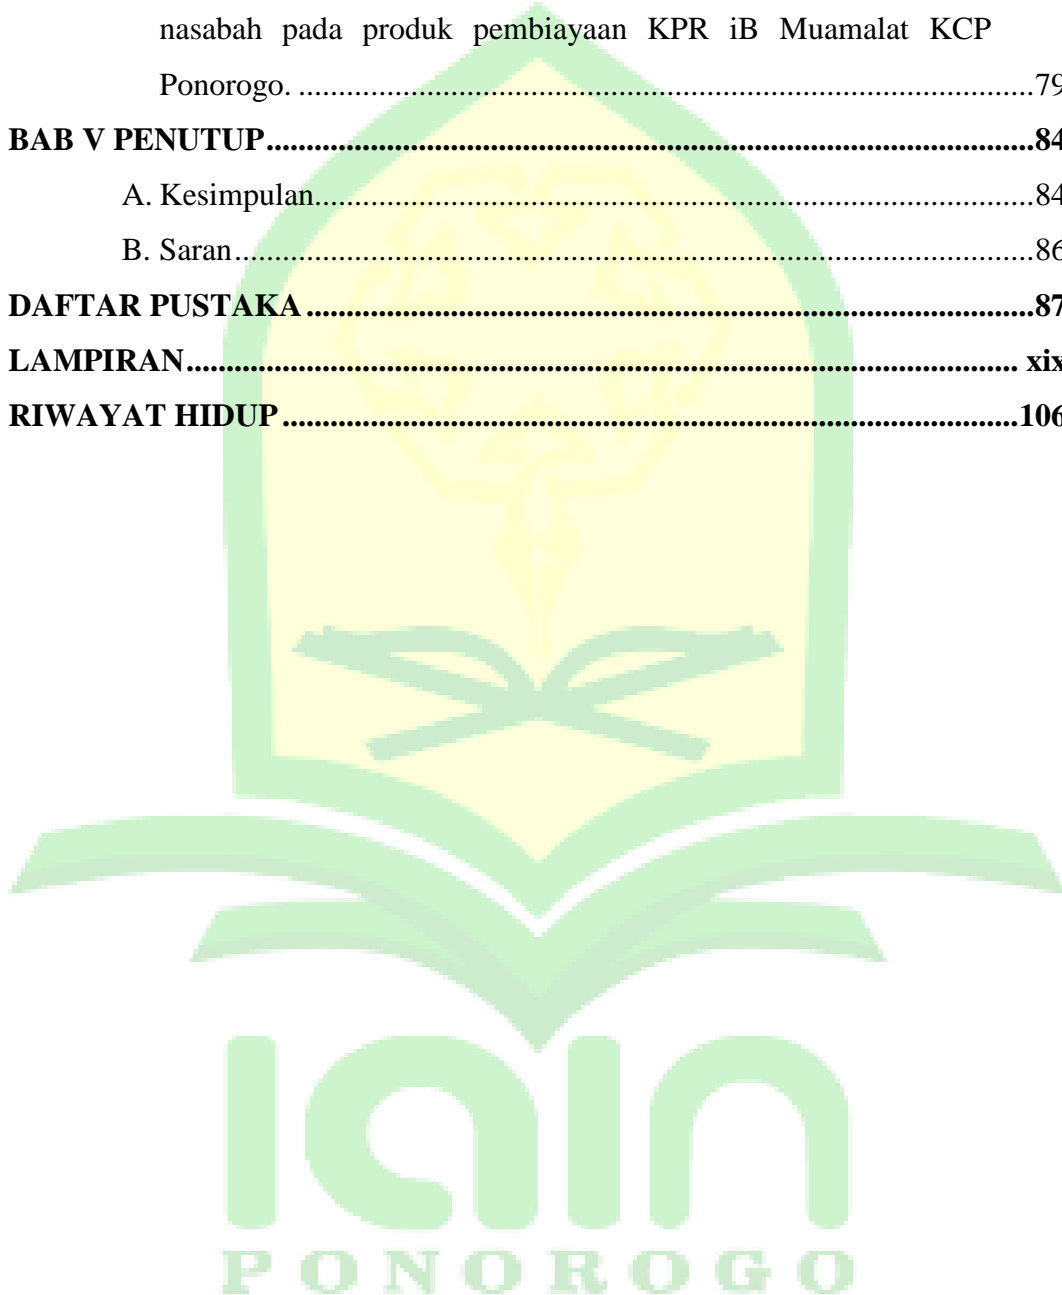 nasabah pada produk pembiayaan KPR iB Muamalat KCP
Ponorogo. ........................................................................................79
BAB V PENUTUP..............................................................................................84
A. Kesimpulan.......................................................................................84
B. Saran.................................................................................................86
DAFTAR PUSTAKA .........................................................................................87
LAMPIRAN..................................................................................................... xix
RIWAYAT HIDUP ..........................................................................................106
iain
PONOROGO